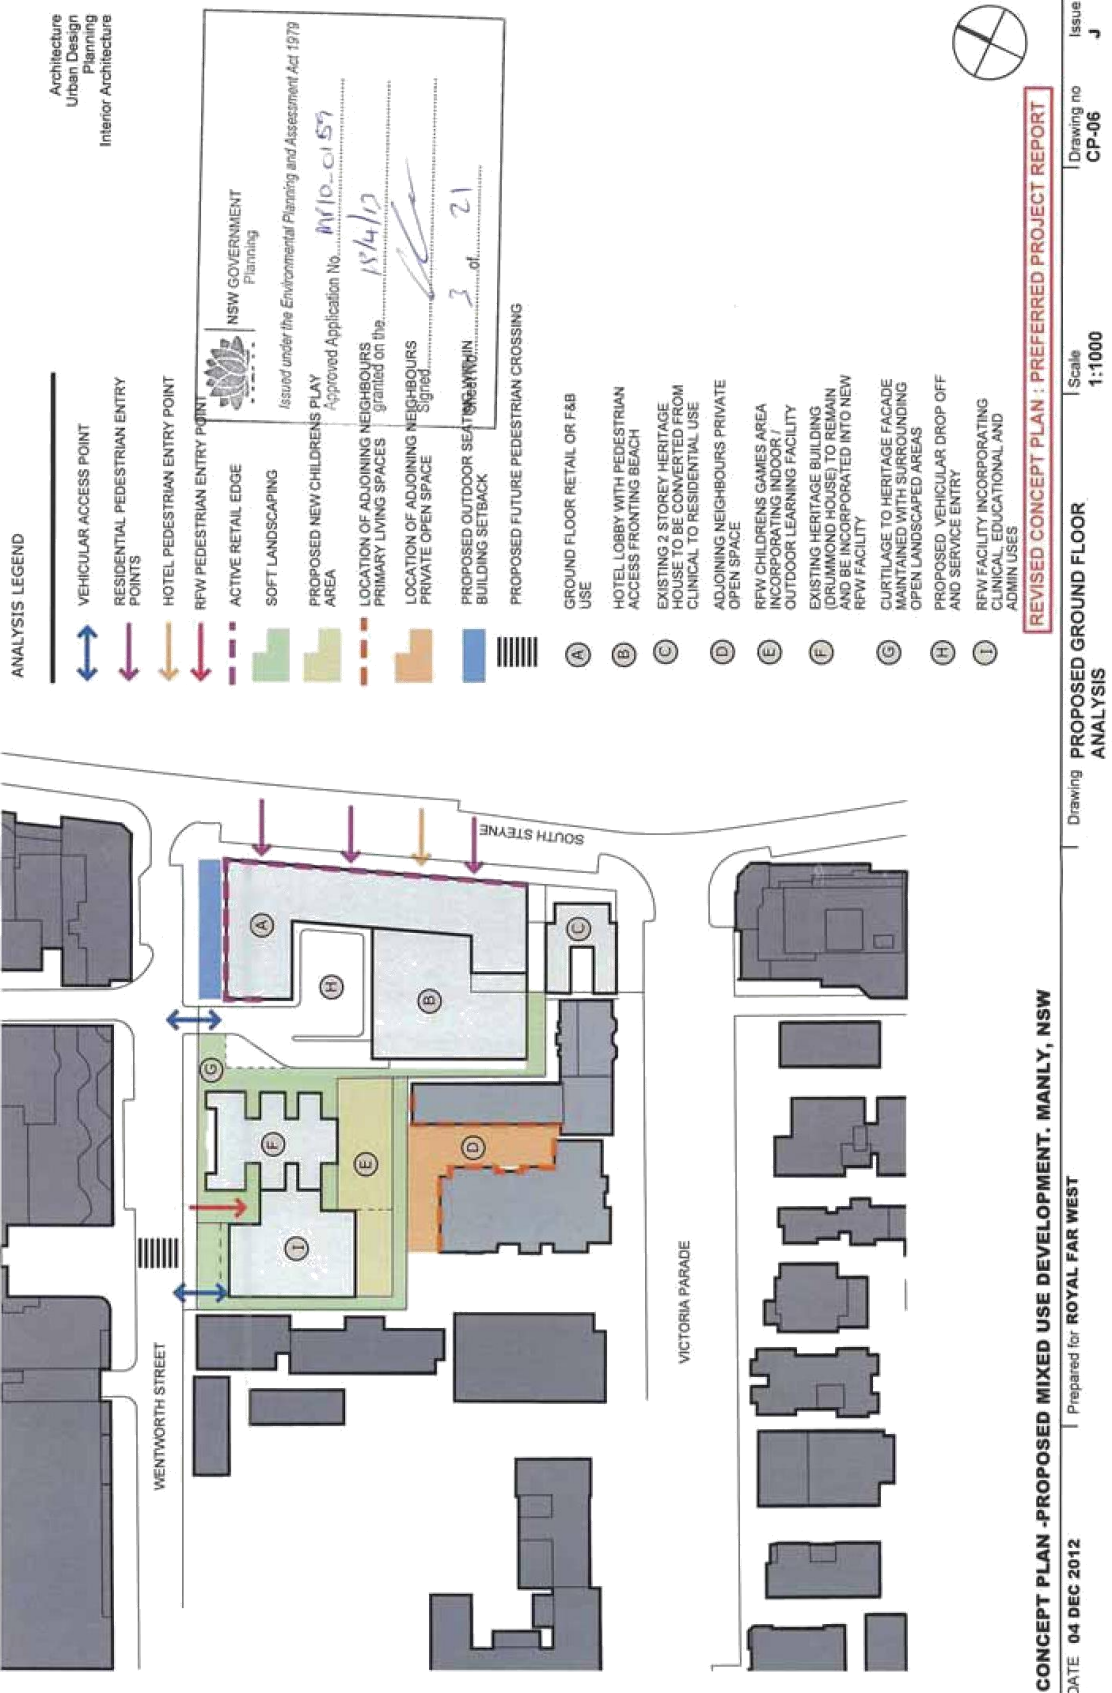 Architecture
Urban Design
Planning
Interior Architecture
ANALYSIS LEGEND
VEHICULAR ACCESS POINT
RESIDENTIAL PEDESTRIAN ENTRY
POINTS
HOTEL PEDESTRIAN ENTRY POINT
RFW PEDESTRIAN ENTRY POINT
ACTIVE RETAIL EDGE
SOFT LANDSCAPING
PROPOSED NEW CHILDRENS PLAY
AREA
LOCATION OF ADJOINING NEIGHBOURS
PRIMARY LIVING SPACES
LOCATION OF ADJOINING NEIGHBOURS
PRIVATE OPEN SPACE
PROPOSED OUTDOOR SEATING WITHIN
BUILDING SETBACK
PROPOSED FUTURE PEDESTRIAN CROSSING
A GROUND FLOOR RETAIL OR F&B
USE
B HOTEL LOBBY WITH PEDESTRIAN
ACCESS FRONTING BEACH
C EXISTING 2 STOREY HERITAGE
HOUSE TO BE CONVERTED FROM
CLINICAL TO RESIDENTIAL USE
D ADJOINING NEIGHBOURS PRIVATE
OPEN SPACE
E RFW CHILDRENS GAMES AREA
INCORPORATING INDOOR /
OUTDOOR LEARNING FACILITY
F EXISTING HERITAGE BUILDING
(DRUMMOND HOUSE) TO REMAIN
AND BE INCORPORATED INTO NEW
RFW FACILITY
G CURTILAGE TO HERITAGE FACADE
MAINTAINED WITH SURROUNDING
OPEN LANDSCAPED AREAS
H PROPOSED VEHICULAR DROP OFF
AND SERVICE ENTRY
I RFW FACILITY INCORPORATING
CLINICAL, EDUCATIONAL AND
ADMIN USES
NSW GOVERNMENT
Planning
Issued under the Environmental Planning and Assessment Act 1979
Approved Application No. MP10_0159
granted on the 18/4/13
Signed
Sheet No. 3 of 21
WENTWORTH STREET
SOUTH STEYNE
VICTORIA PARADE
A
B
C
D
E
F
G
H
I
REVISED CONCEPT PLAN : PREFERRED PROJECT REPORT
CONCEPT PLAN -PROPOSED MIXED USE DEVELOPMENT. MANLY, NSW
DATE 04 DEC 2012
Prepared for ROYAL FAR WEST
Drawing PROPOSED GROUND FLOOR
ANALYSIS
Scale
1:1000
Drawing no
CP-06
Issue
J